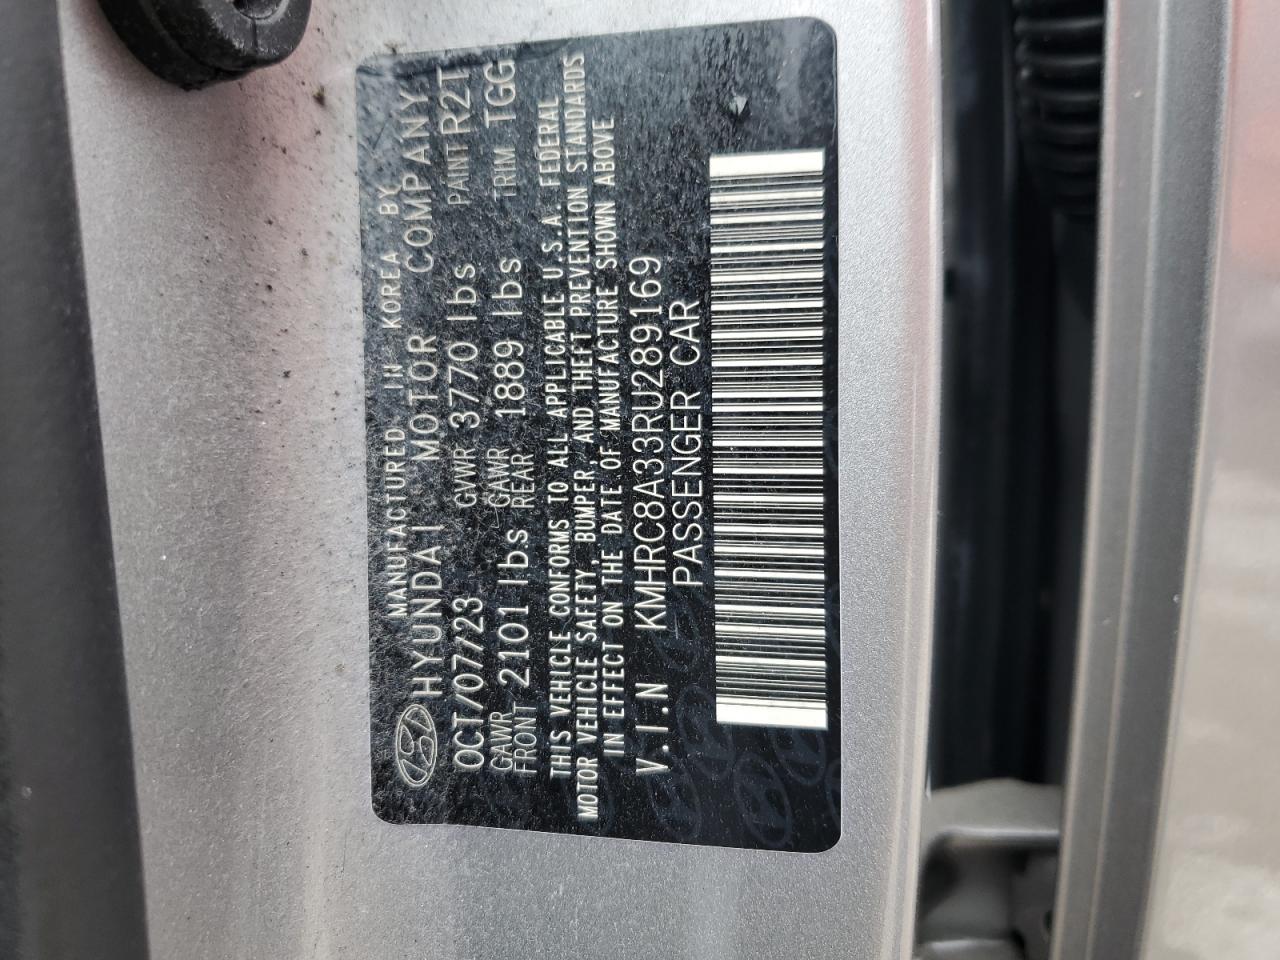 MANUFACTURED IN KOREA BY
HYUNDAI MOTOR COMPANY
OCT/07/23 GVWR 3770 lbs PAINT R2T
GAWR FRONT 2101 lbs GAWR REAR 1889 lbs TRIM TGG
THIS VEHICLE CONFORMS TO ALL APPLICABLE U.S.A. FEDERAL
MOTOR VEHICLE SAFETY, BUMPER, AND THEFT PREVENTION STANDARDS
IN EFFECT ON THE DATE OF MANUFACTURE SHOWN ABOVE
V.I.N KMHRC8A33RU289169
PASSENGER CAR